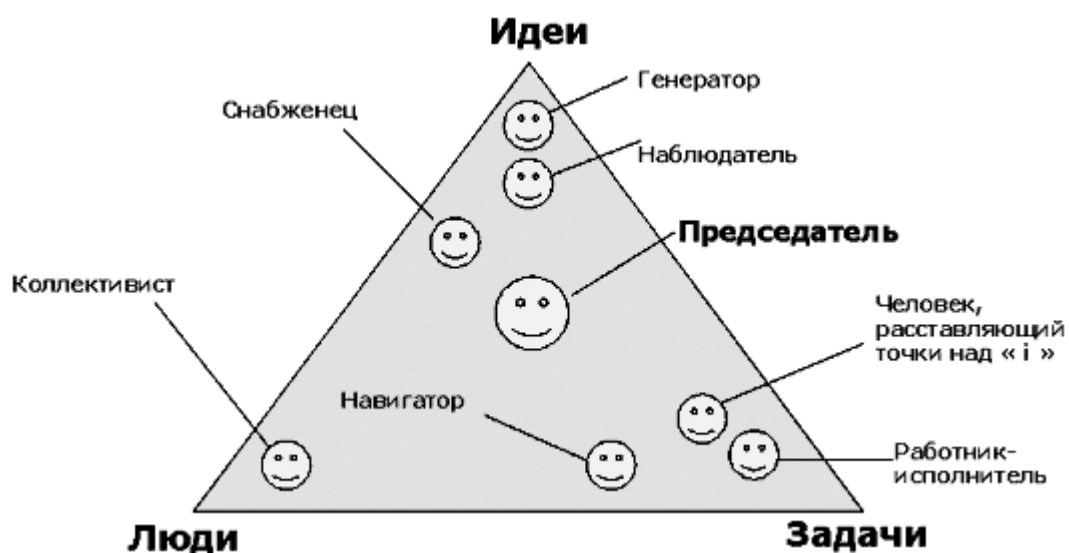 Идеи
Генератор
Снабженец
Наблюдатель
Председатель
Коллективист
Человек,
расставляющий
точки над « i »
Навигатор
Работник-
исполнитель
Люди
Задачи